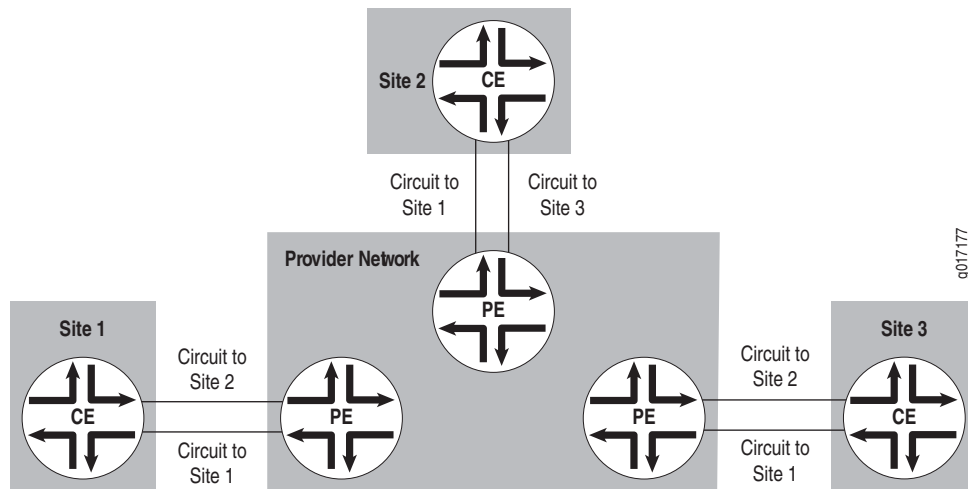 Site 2
CE
Circuit to
Site 1
Circuit to
Site 3
Provider Network
PE
g017177
Site 1
CE
Circuit to
Site 2
Circuit to
Site 1
PE
PE
Circuit to
Site 2
Circuit to
Site 1
Site 3
CE